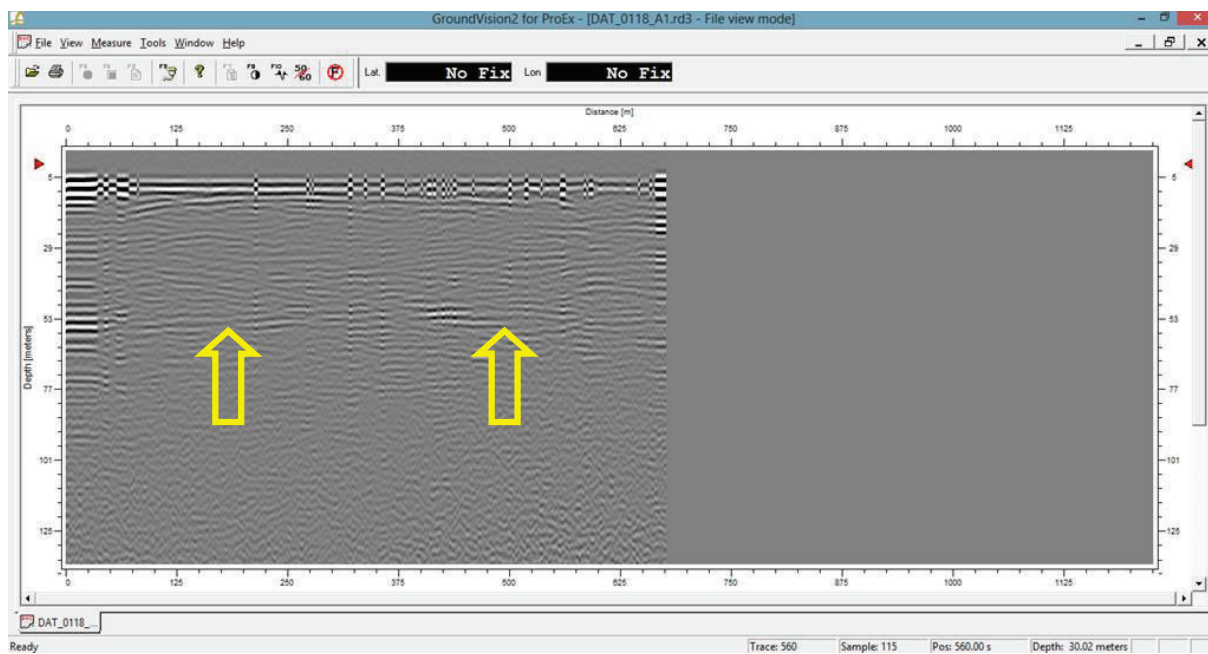 GroundVision2 for ProEx - [DAT_0118_A1.rd3 - File view mode]
File View Measure Tools Window Help
Lat. No Fix Lon No Fix
Distance [m]
0 125 250 375 500 625 750 875 1000 1125
5 5
29 29
53 53
Depth [meters]
77 77
101 101
125 125
0 125 250 375 500 625 750 875 1000 1125
DAT_0118_...
Ready Trace: 560 Sample: 115 Pos: 560.00 s Depth: 30.02 meters